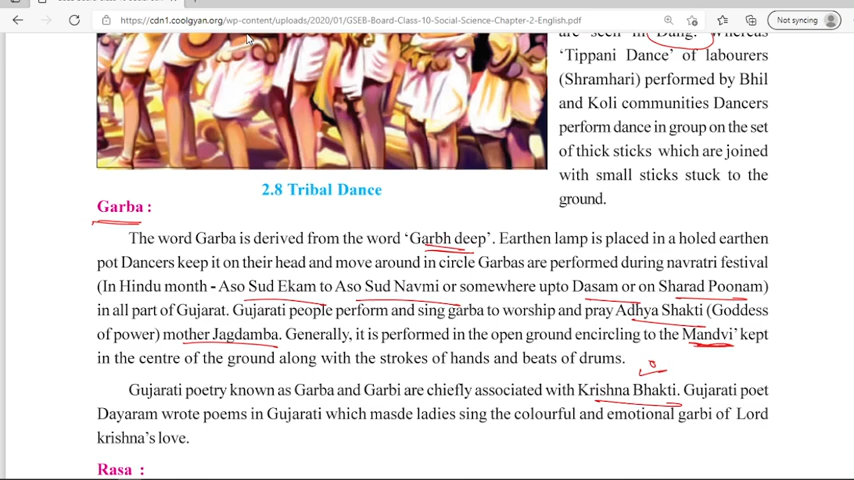 https://cdn1.coolgyan.org/wp-content/uploads/2020/01/GSEB-Board-Class-10-Social-Science-Chapter-2-English.pdf
Not syncing
are seen in Dang. Whereas
‘Tippani Dance’ of labourers
(Shramhari) performed by Bhil
and Koli communities Dancers
perform dance in group on the set
of thick sticks which are joined
with small sticks stuck to the
ground.
2.8 Tribal Dance
Garba :
The word Garba is derived from the word ‘Garbh deep’. Earthen lamp is placed in a holed earthen
pot Dancers keep it on their head and move around in circle Garbas are performed during navratri festival
(In Hindu month - Aso Sud Ekam to Aso Sud Navmi or somewhere upto Dasam or on Sharad Poonam)
in all part of Gujarat. Gujarati people perform and sing garba to worship and pray Adhya Shakti (Goddess
of power) mother Jagdamba. Generally, it is performed in the open ground encircling to the Mandvi’ kept
in the centre of the ground along with the strokes of hands and beats of drums.
Gujarati poetry known as Garba and Garbi are chiefly associated with Krishna Bhakti. Gujarati poet
Dayaram wrote poems in Gujarati which masde ladies sing the colourful and emotional garbi of Lord
krishna’s love.
Rasa :